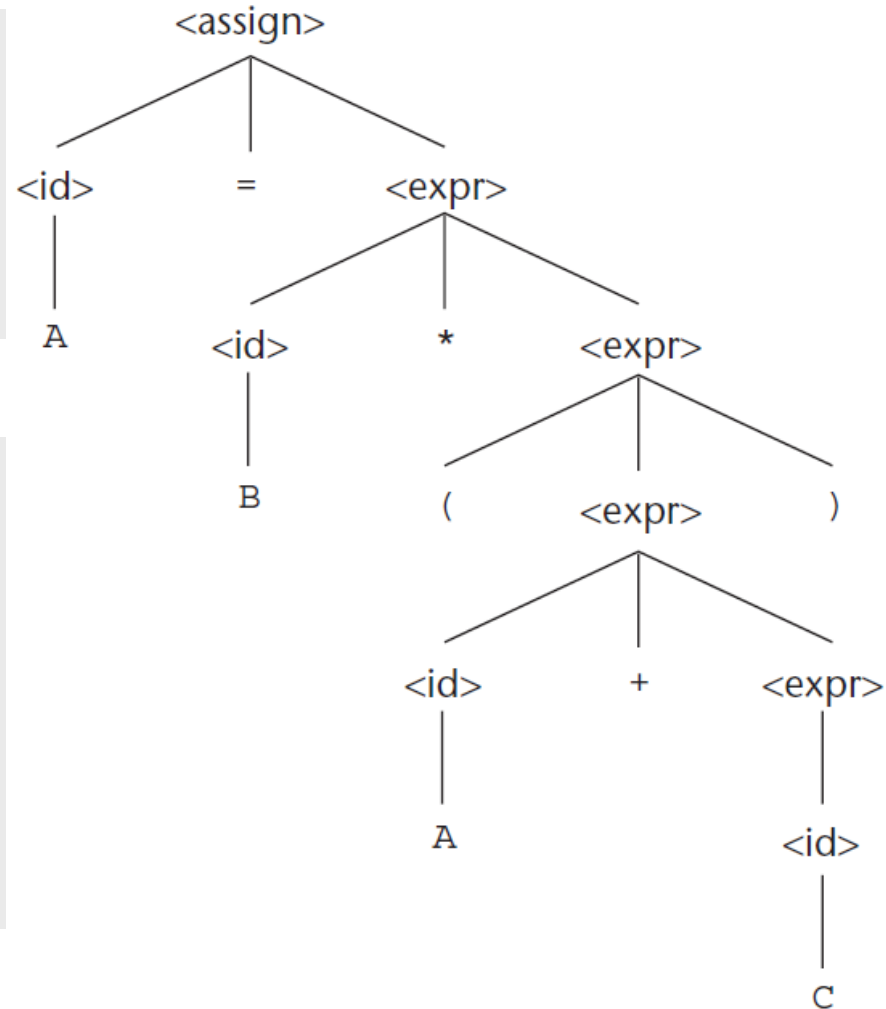 <assign>
<id> = <expr>
A <id> * <expr>
B ( <expr> )
<id> + <expr>
A <id>
C